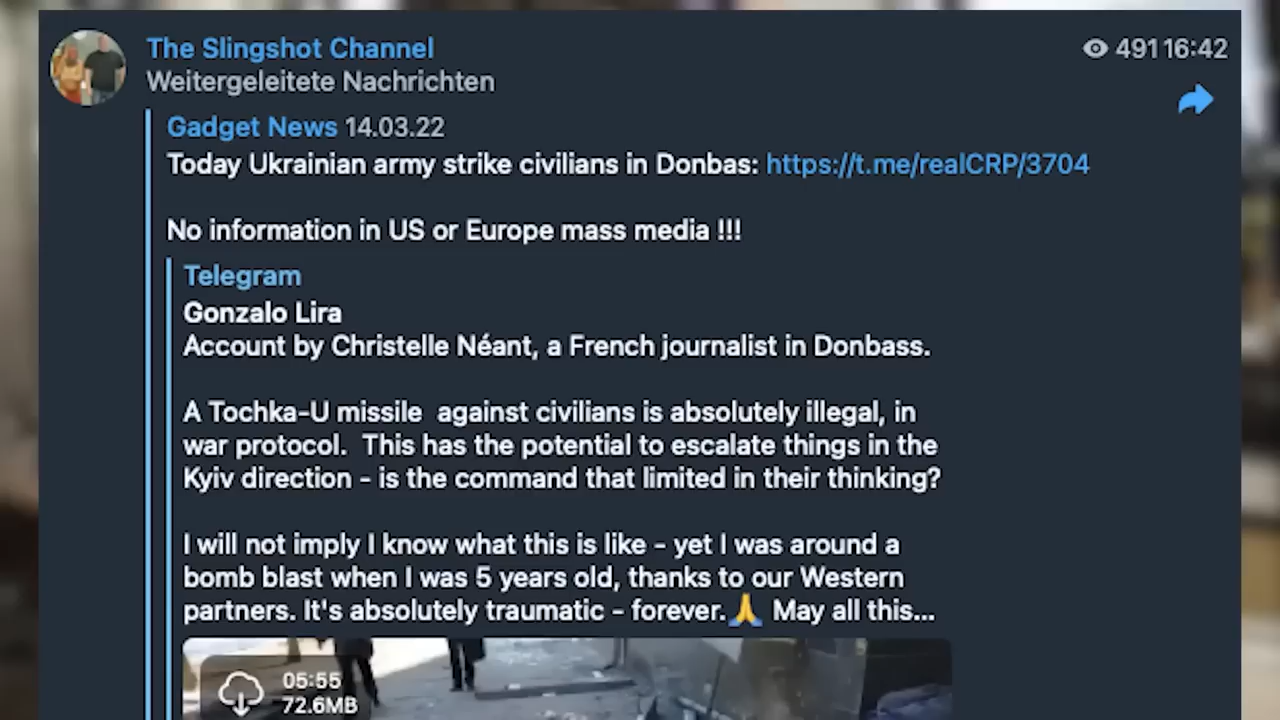 The Slingshot Channel
491 16:42
Weitergeleitete Nachrichten
Gadget News 14.03.22
Today Ukrainian army strike civilians in Donbas: https://t.me/realCRP/3704
No information in US or Europe mass media !!!
Telegram
Gonzalo Lira
Account by Christelle Néant, a French journalist in Donbass.
A Tochka-U missile  against civilians is absolutely illegal, in
war protocol.  This has the potential to escalate things in the
Kyiv direction - is the command that limited in their thinking?
I will not imply I know what this is like - yet I was around a
bomb blast when I was 5 years old, thanks to our Western
partners. It's absolutely traumatic - forever.🙏 May all this...
05:55
72.6MB